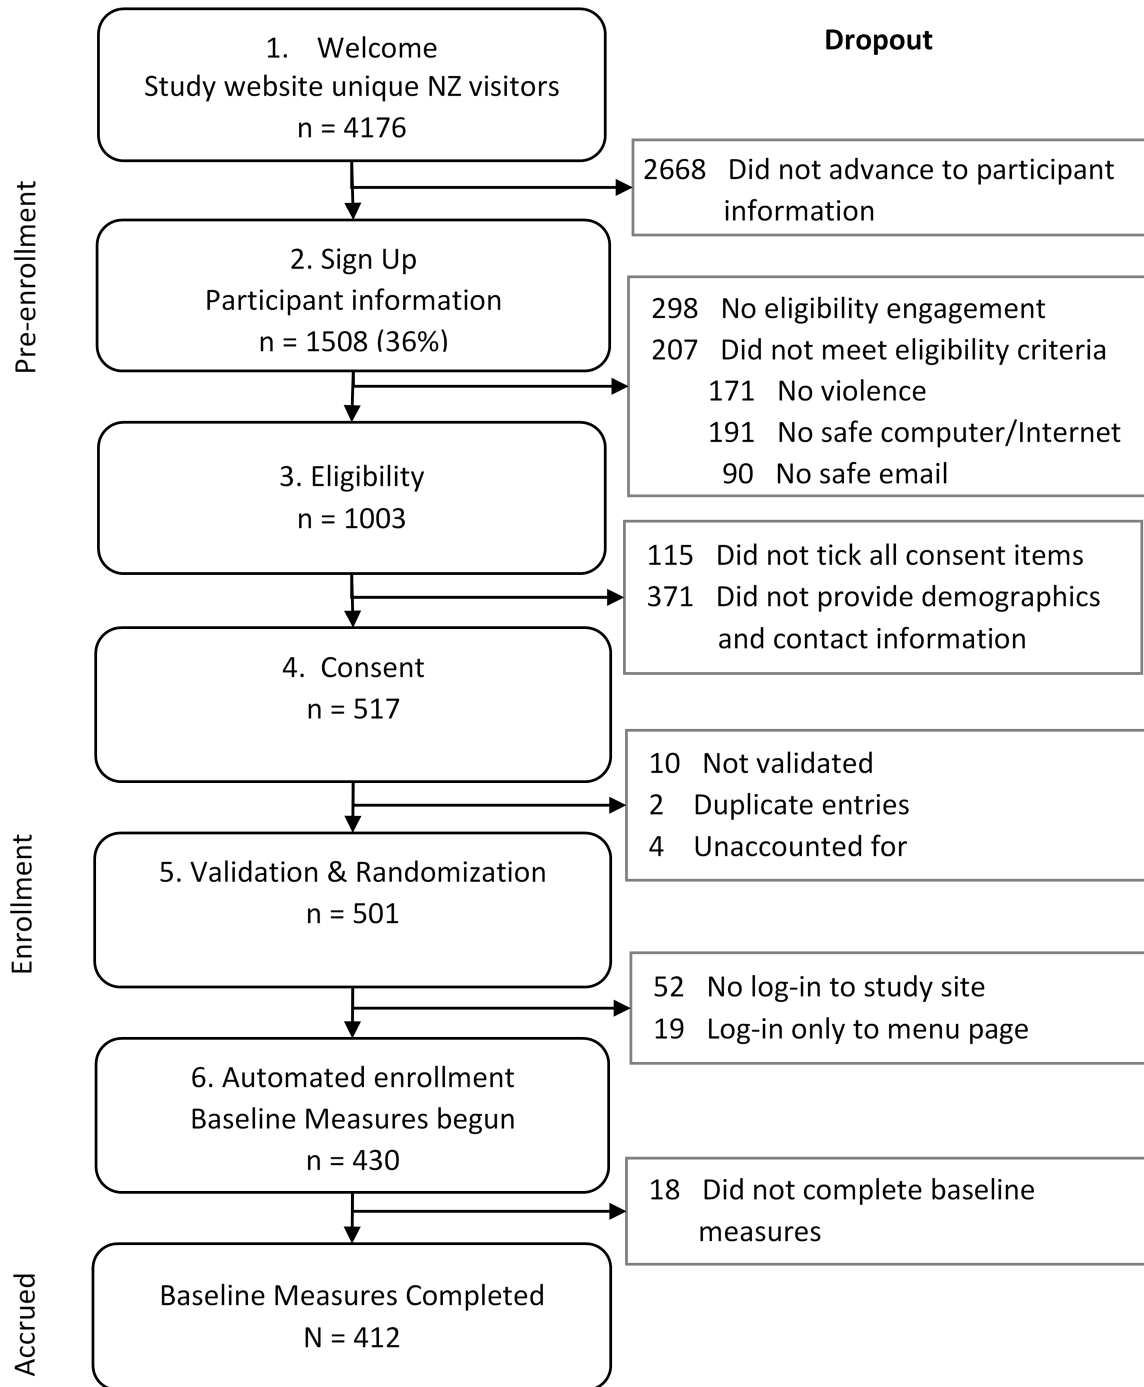 Dropout
1. Welcome
Study website unique NZ visitors
n = 4176
2668 Did not advance to participant
information
Pre-enrollment
2. Sign Up
Participant information
n = 1508 (36%)
298 No eligibility engagement
207 Did not meet eligibility criteria
171 No violence
191 No safe computer/Internet
90 No safe email
3. Eligibility
n = 1003
115 Did not tick all consent items
371 Did not provide demographics
and contact information
4. Consent
n = 517
10 Not validated
2 Duplicate entries
4 Unaccounted for
Enrollment
5. Validation & Randomization
n = 501
52 No log-in to study site
19 Log-in only to menu page
6. Automated enrollment
Baseline Measures begun
n = 430
18 Did not complete baseline
measures
Accrued
Baseline Measures Completed
N = 412